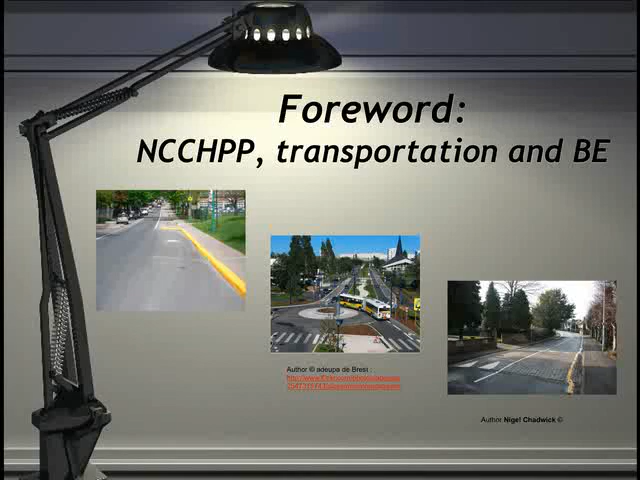 Foreword:
NCCHPP, transportation and BE
Author © adeupa de Brest :
Author Nigel Chadwick ©